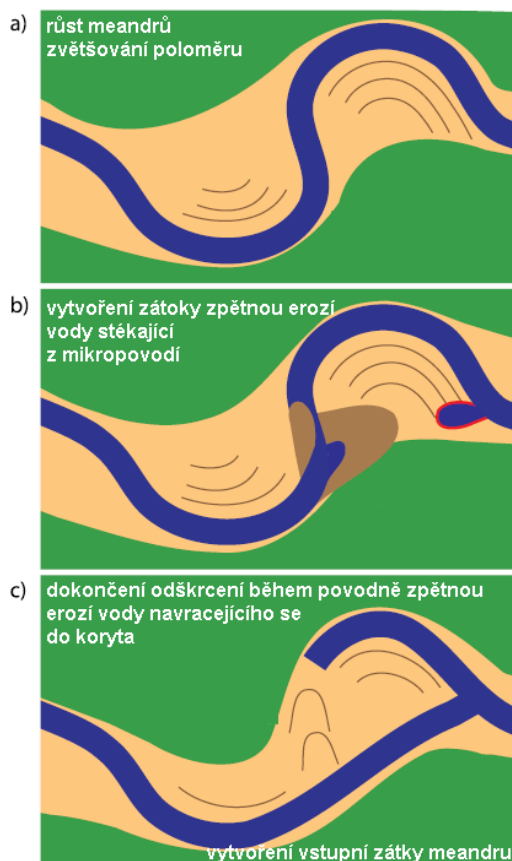 a)
růst meandrů
zvětšování poloměru
b)
vytvoření zátoky zpětnou erozí
vody stékající
z mikropovodí
c)
dokončení odškrcení během povodně zpětnou
erozí vody navracejícího se
do koryta
vytvoření vstupní zátky meandru